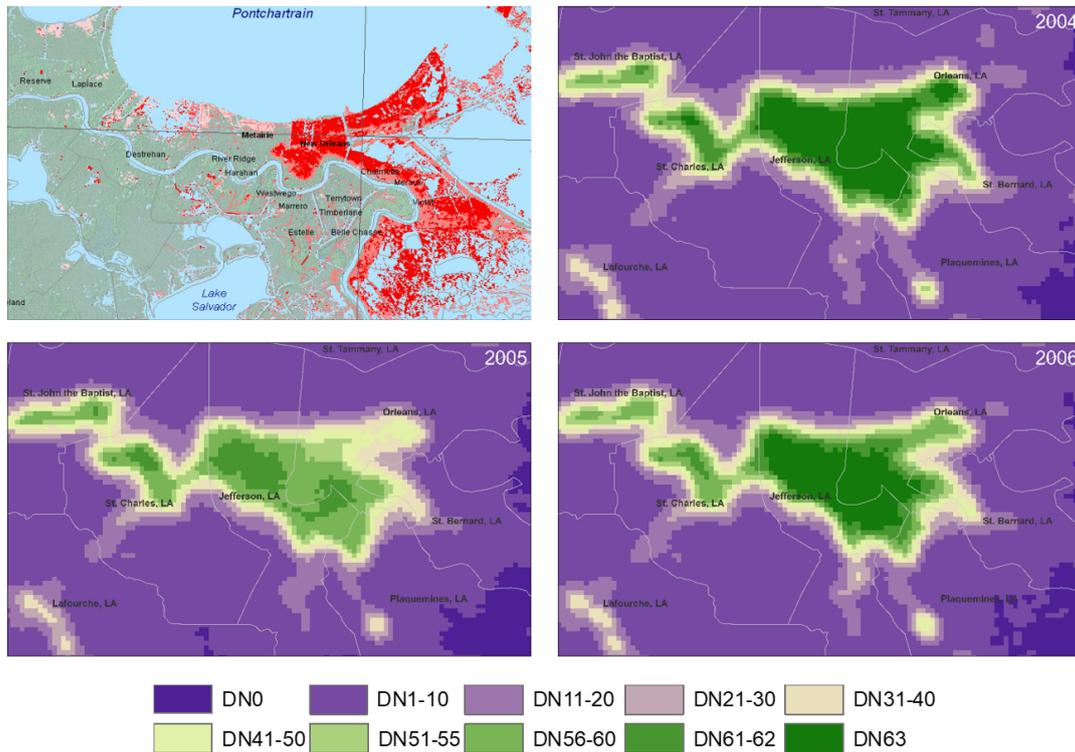 Pontchartrain
Reserve
Laplace
Metairie
New Orleans
Destrehan
River Ridge
Harahan
Chalmette
Meraux
Westwego
Violet
Marrero
Terrytown
Timberlane
Estelle
Belle Chasse
Lake
Salvador
eland
St. Tammany, LA
2004
St. John the Baptist, LA
Orleans, LA
St. Charles, LA
Jefferson, LA
St. Bernard, LA
Lafourche, LA
Plaquemines, LA
St. Tammany, LA
2005
St. John the Baptist, LA
Orleans, LA
St. Charles, LA
Jefferson, LA
St. Bernard, LA
Lafourche, LA
Plaquemines, LA
St. Tammany, LA
2006
St. John the Baptist, LA
Orleans, LA
St. Charles, LA
Jefferson, LA
St. Bernard, LA
Lafourche, LA
Plaquemines, LA
DN0 DN1-10 DN11-20 DN21-30 DN31-40
DN41-50 DN51-55 DN56-60 DN61-62 DN63